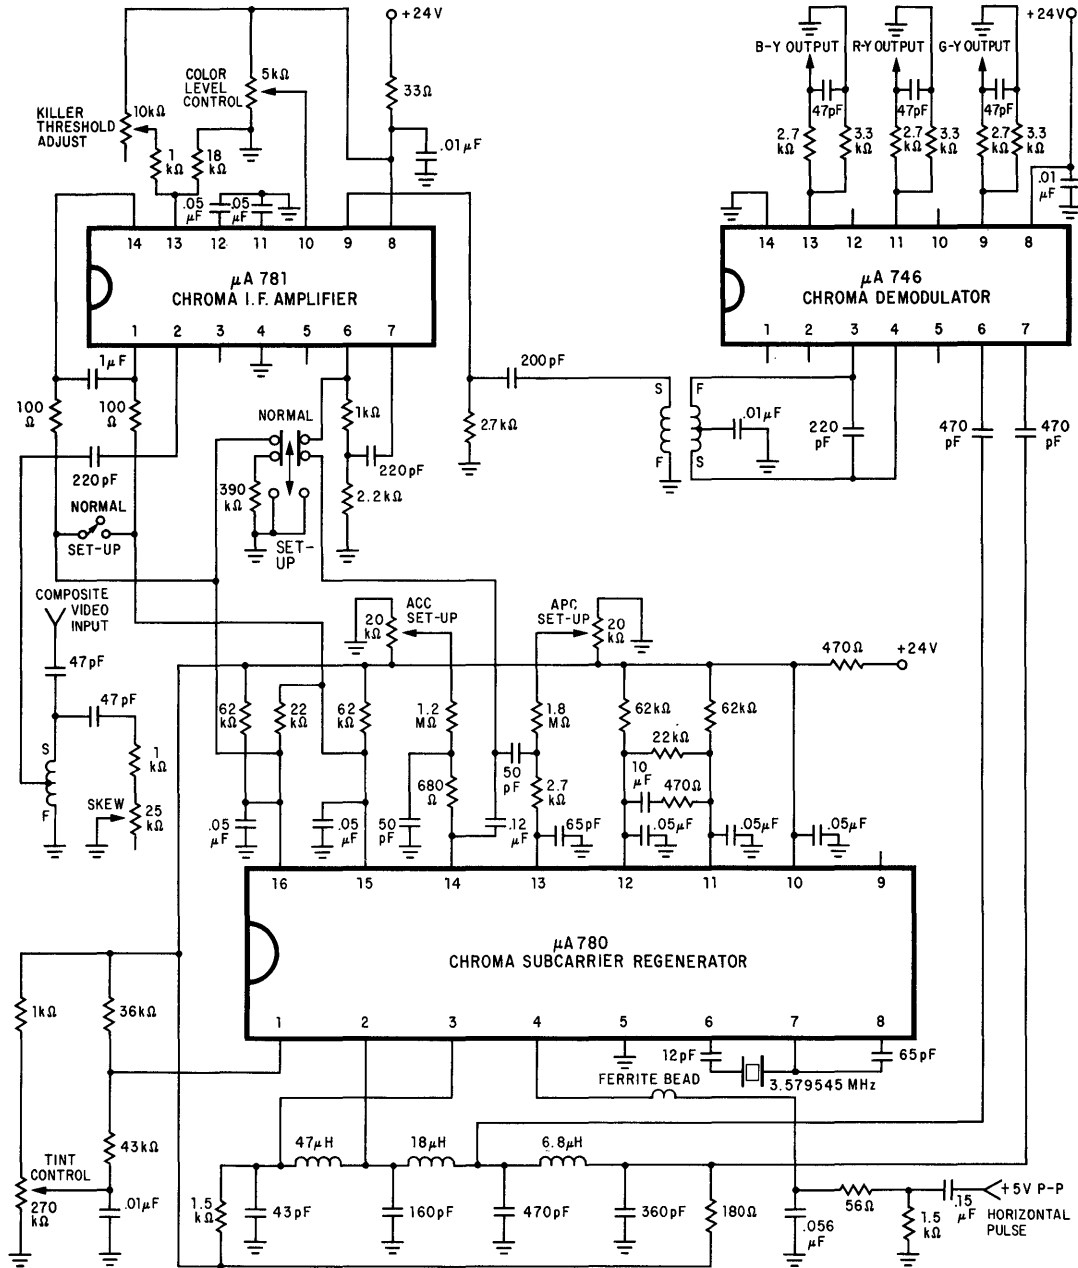 +24V
+24V
B-Y OUTPUT
R-Y OUTPUT
G-Y OUTPUT
COLOR
LEVEL
CONTROL
5kΩ
33Ω
KILLER
THRESHOLD
ADJUST
10kΩ
1
kΩ
18
kΩ
.01µF
47pF
47pF
47pF
2.7
kΩ
3.3
kΩ
2.7
kΩ
3.3
kΩ
2.7
kΩ
3.3
kΩ
.01
µF
.05
µF
.05
µF
14
13
12
11
10
9
8
µA 781
CHROMA I.F. AMPLIFIER
1
2
3
4
5
6
7
14
13
12
11
10
9
8
µA 746
CHROMA DEMODULATOR
1
2
3
4
5
6
7
1µF
100
Ω
100
Ω
220pF
NORMAL
SET-UP
NORMAL
390
kΩ
SET-
UP
1kΩ
220pF
2.2kΩ
200pF
27kΩ
S
F
F
S
.01µF
220
pF
470
pF
470
pF
COMPOSITE
VIDEO
INPUT
47pF
47pF
S
F
1
kΩ
SKEW
25
kΩ
20
kΩ
ACC
SET-UP
APC
SET-UP
20
kΩ
470Ω
+24V
62
kΩ
22
kΩ
62
kΩ
1.2
MΩ
1.8
MΩ
62kΩ
62kΩ
22kΩ
10
µF
470Ω
680
Ω
50
pF
2.7
kΩ
.05
µF
.05
µF
50
pF
.12
µF
65pF
.05µF
.05µF
.05µF
16
15
14
13
12
11
10
9
µA780
CHROMA SUBCARRIER REGENERATOR
1
2
3
4
5
6
7
8
1kΩ
36kΩ
12pF
65pF
3.579545 MHz
FERRITE BEAD
43kΩ
TINT
CONTROL
270
kΩ
.01µF
47µH
18µH
6.8µH
1.5
kΩ
43pF
160pF
470pF
360pF
180Ω
.056
µF
56Ω
1.5
kΩ
.15
µF
+5V P-P
HORIZONTAL
PULSE